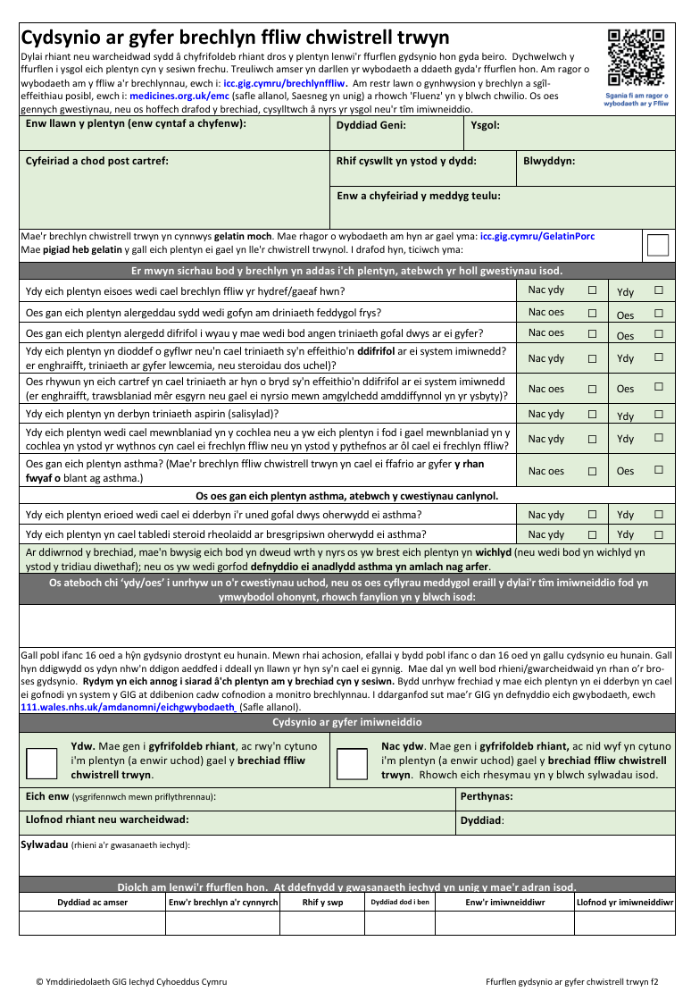 Cydsynio ar gyfer brechlyn ffliw chwistrell trwyn
Dylai rhiant neu warcheidwad sydd â chyfrifoldeb rhiant dros y plentyn lenwi'r ffurflen gydsynio hon gyda beiro. Dychwelwch y
ffurflen i ysgol eich plentyn cyn y sesiwn frechu. Treuliwch amser yn darllen yr wybodaeth a ddaeth gyda'r ffurflen hon. Am ragor o
wybodaeth am y ffliw a'r brechlynnau, ewch i: icc.gig.cymru/brechlynffliw. Am restr lawn o gynhwysion y brechlyn a sgîl-
effeithiau posibl, ewch i: medicines.org.uk/emc (safle allanol, Saesneg yn unig) a rhowch 'Fluenz' yn y blwch chwilio. Os oes
gennych gwestiynau, neu os hoffech drafod y brechiad, cysylltwch â nyrs yr ysgol neu'r tîm imiwneiddio.
Sgania fi am ragor o
wybodaeth ar y Ffliw
Enw llawn y plentyn (enw cyntaf a chyfenw):
Dyddiad Geni:
Ysgol:
Cyfeiriad a chod post cartref:
Rhif cyswllt yn ystod y dydd:
Blwyddyn:
Enw a chyfeiriad y meddyg teulu:
Mae'r brechlyn chwistrell trwyn yn cynnwys gelatin moch. Mae rhagor o wybodaeth am hyn ar gael yma: icc.gig.cymru/GelatinPorc
Mae pigiad heb gelatin y gall eich plentyn ei gael yn lle'r chwistrell trwynol. I drafod hyn, ticiwch yma:
Er mwyn sicrhau bod y brechlyn yn addas i'ch plentyn, atebwch yr holl gwestiynau isod.
Ydy eich plentyn eisoes wedi cael brechlyn ffliw yr hydref/gaeaf hwn?
Nac ydy ☐ Ydy ☐
Oes gan eich plentyn alergeddau sydd wedi gofyn am driniaeth feddygol frys?
Nac oes ☐ Oes ☐
Oes gan eich plentyn alergedd difrifol i wyau y mae wedi bod angen triniaeth gofal dwys ar ei gyfer?
Nac oes ☐ Oes ☐
Ydy eich plentyn yn dioddef o gyflwr neu'n cael triniaeth sy'n effeithio'n ddifrifol ar ei system imiwnedd?
er enghraifft, triniaeth ar gyfer lewcemia, neu steroidau dos uchel)?
Nac ydy ☐ Ydy ☐
Oes rhywun yn eich cartref yn cael triniaeth ar hyn o bryd sy'n effeithio'n ddifrifol ar ei system imiwnedd
(er enghraifft, trawsblaniad mêr esgyrn neu gael ei nyrsio mewn amgylchedd amddiffynnol yn yr ysbyty)?
Nac oes ☐ Oes ☐
Ydy eich plentyn yn derbyn triniaeth aspirin (salisylad)?
Nac ydy ☐ Ydy ☐
Ydy eich plentyn wedi cael mewnblaniad yn y cochlea neu a yw eich plentyn i fod i gael mewnblaniad yn y
cochlea yn ystod yr wythnos cyn cael ei frechlyn ffliw neu yn ystod y pythefnos ar ôl cael ei frechlyn ffliw?
Nac ydy ☐ Ydy ☐
Oes gan eich plentyn asthma? (Mae'r brechlyn ffliw chwistrell trwyn yn cael ei ffafrio ar gyfer y rhan
fwyaf o blant ag asthma.)
Nac oes ☐ Oes ☐
Os oes gan eich plentyn asthma, atebwch y cwestiynau canlynol.
Ydy eich plentyn erioed wedi cael ei dderbyn i'r uned gofal dwys oherwydd ei asthma?
Nac ydy ☐ Ydy ☐
Ydy eich plentyn yn cael tabledi steroid rheolaidd ar bresgripsiwn oherwydd ei asthma?
Nac ydy ☐ Ydy ☐
Ar ddiwrnod y brechiad, mae'n bwysig eich bod yn dweud wrth y nyrs os yw brest eich plentyn yn wichlyd (neu wedi bod yn wichlyd yn
ystod y tridiau diwethaf); neu os yw wedi gorfod defnyddio ei anadlydd asthma yn amlach nag arfer.
Os ateboch chi ‘ydy/oes’ i unrhyw un o'r cwestiynau uchod, neu os oes cyflyrau meddygol eraill y dylai'r tîm imiwneiddio fod yn
ymwybodol ohonynt, rhowch fanylion yn y blwch isod:
Gall pobl ifanc 16 oed a hŷn gydsynio drostynt eu hunain. Mewn rhai achosion, efallai y bydd pobl ifanc o dan 16 oed yn gallu cydsynio eu hunain. Gall
hyn ddigwydd os ydyn nhw'n ddigon aeddfed i ddeall yn llawn yr hyn sy'n cael ei gynnig. Mae dal yn well bod rhieni/gwarcheidwaid yn rhan o’r bro-
ses gydsynio. Rydym yn eich annog i siarad â'ch plentyn am y brechiad cyn y sesiwn. Bydd unrhyw frechiad y mae eich plentyn yn ei dderbyn yn cael
ei gofnodi yn system y GIG at ddibenion cadw cofnodion a monitro brechlynnau. I ddarganfod sut mae’r GIG yn defnyddio eich gwybodaeth, ewch
111.wales.nhs.uk/amdanomni/eichgwybodaeth_ (Safle allanol).
Cydsynio ar gyfer imiwneiddio
Ydw. Mae gen i gyfrifoldeb rhiant, ac rwy'n cytuno
i'm plentyn (a enwir uchod) gael y brechiad ffliw
chwistrell trwyn.
Nac ydw. Mae gen i gyfrifoldeb rhiant, ac nid wyf yn cytuno
i'm plentyn (a enwir uchod) gael y brechiad ffliw chwistrell
trwyn. Rhowch eich rhesymau yn y blwch sylwadau isod.
Eich enw (ysgrifennwch mewn priflythrennau):
Perthynas:
Llofnod rhiant neu warcheidwad:
Dyddiad:
Sylwadau (rhieni a'r gwasanaeth iechyd):
Diolch am lenwi'r ffurflen hon. At ddefnydd y gwasanaeth iechyd yn unig y mae'r adran isod.
Dyddiad ac amser
Enw'r brechlyn a'r cynnyrch
Rhif y swp
Dyddiad dod i ben
Enw'r imiwneiddiwr
Llofnod yr imiwneiddiwr
© Ymddiriedolaeth GIG Iechyd Cyhoeddus Cymru
Ffurflen gydsynio ar gyfer chwistrell trwyn f2